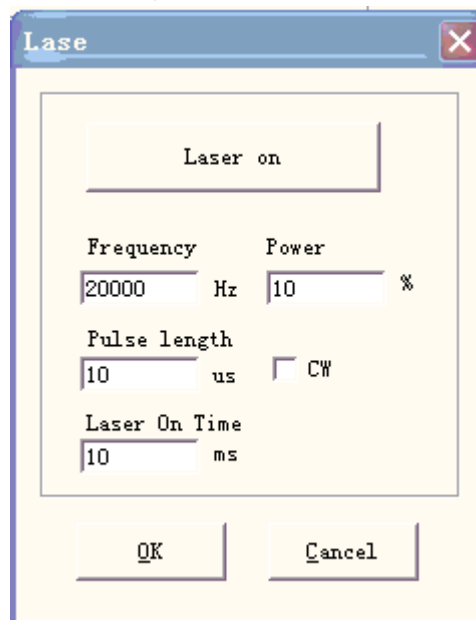 Lase
Laser on
Frequency Power
20000 Hz 10 %
Pulse length
10 us CW
Laser On Time
10 ms
OK Cancel